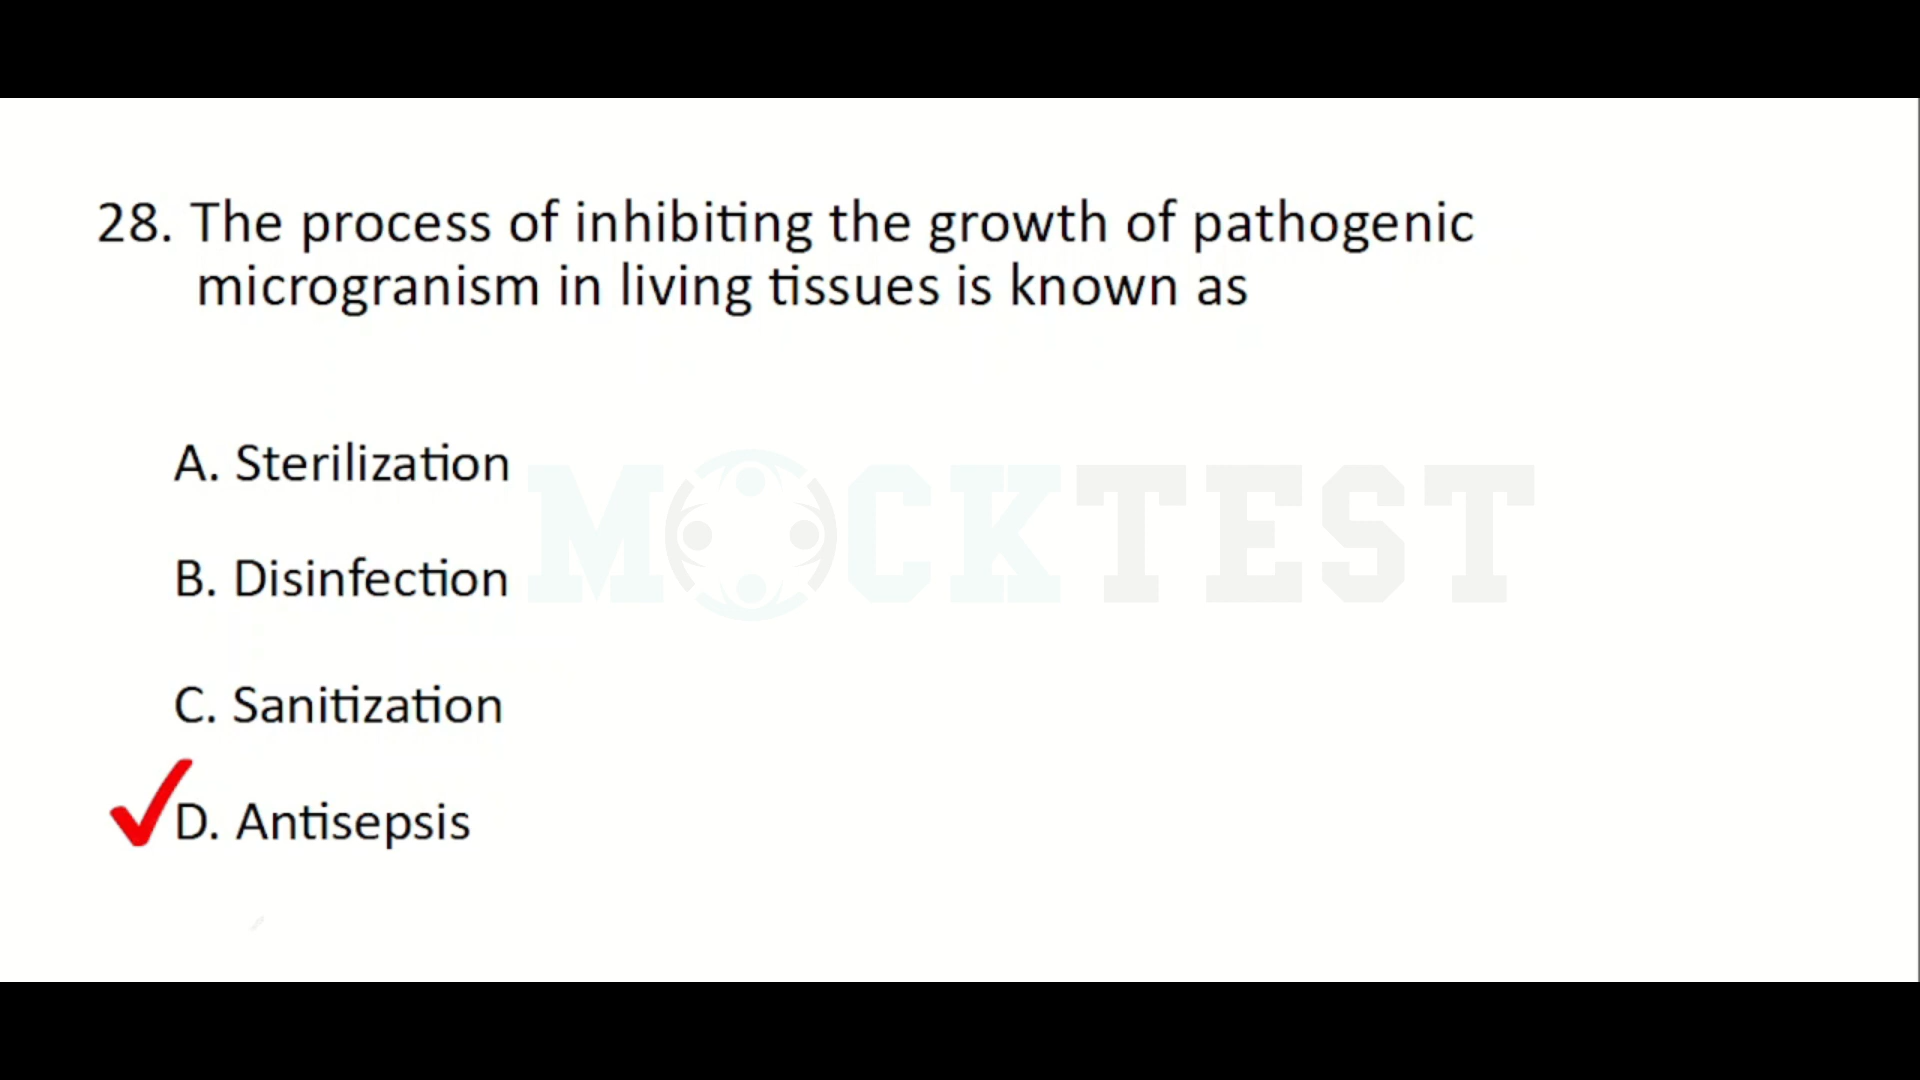 28. The process of inhibiting the growth of pathogenic
microgranism in living tissues is known as
A. Sterilization
MOCKTEST
B. Disinfection
C. Sanitization
D. Antisepsis